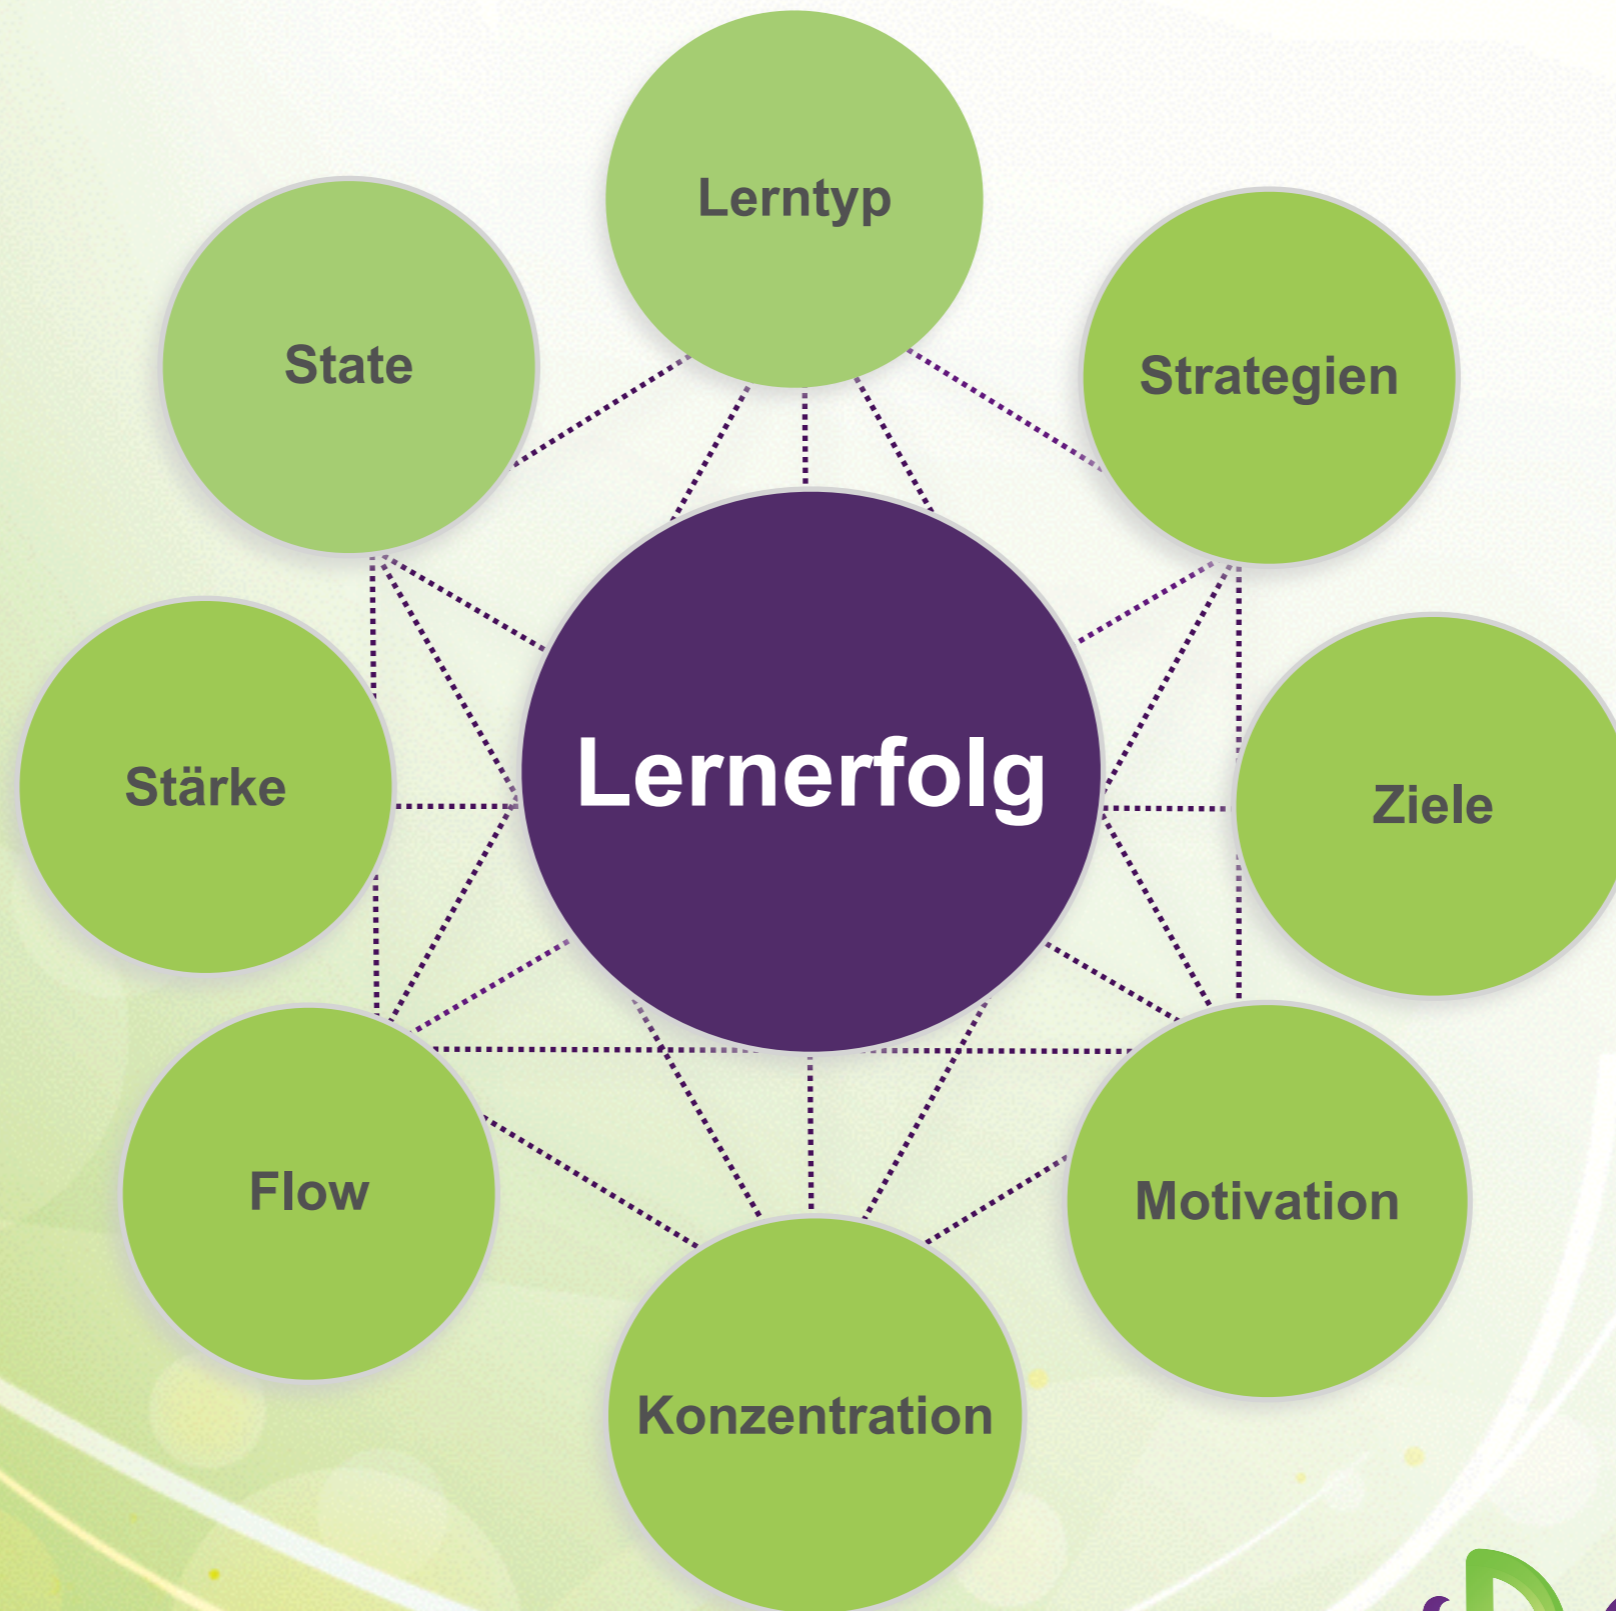 Lerntyp
State
Strategien
Lernerfolg
Stärke
Ziele
Flow
Motivation
Konzentration